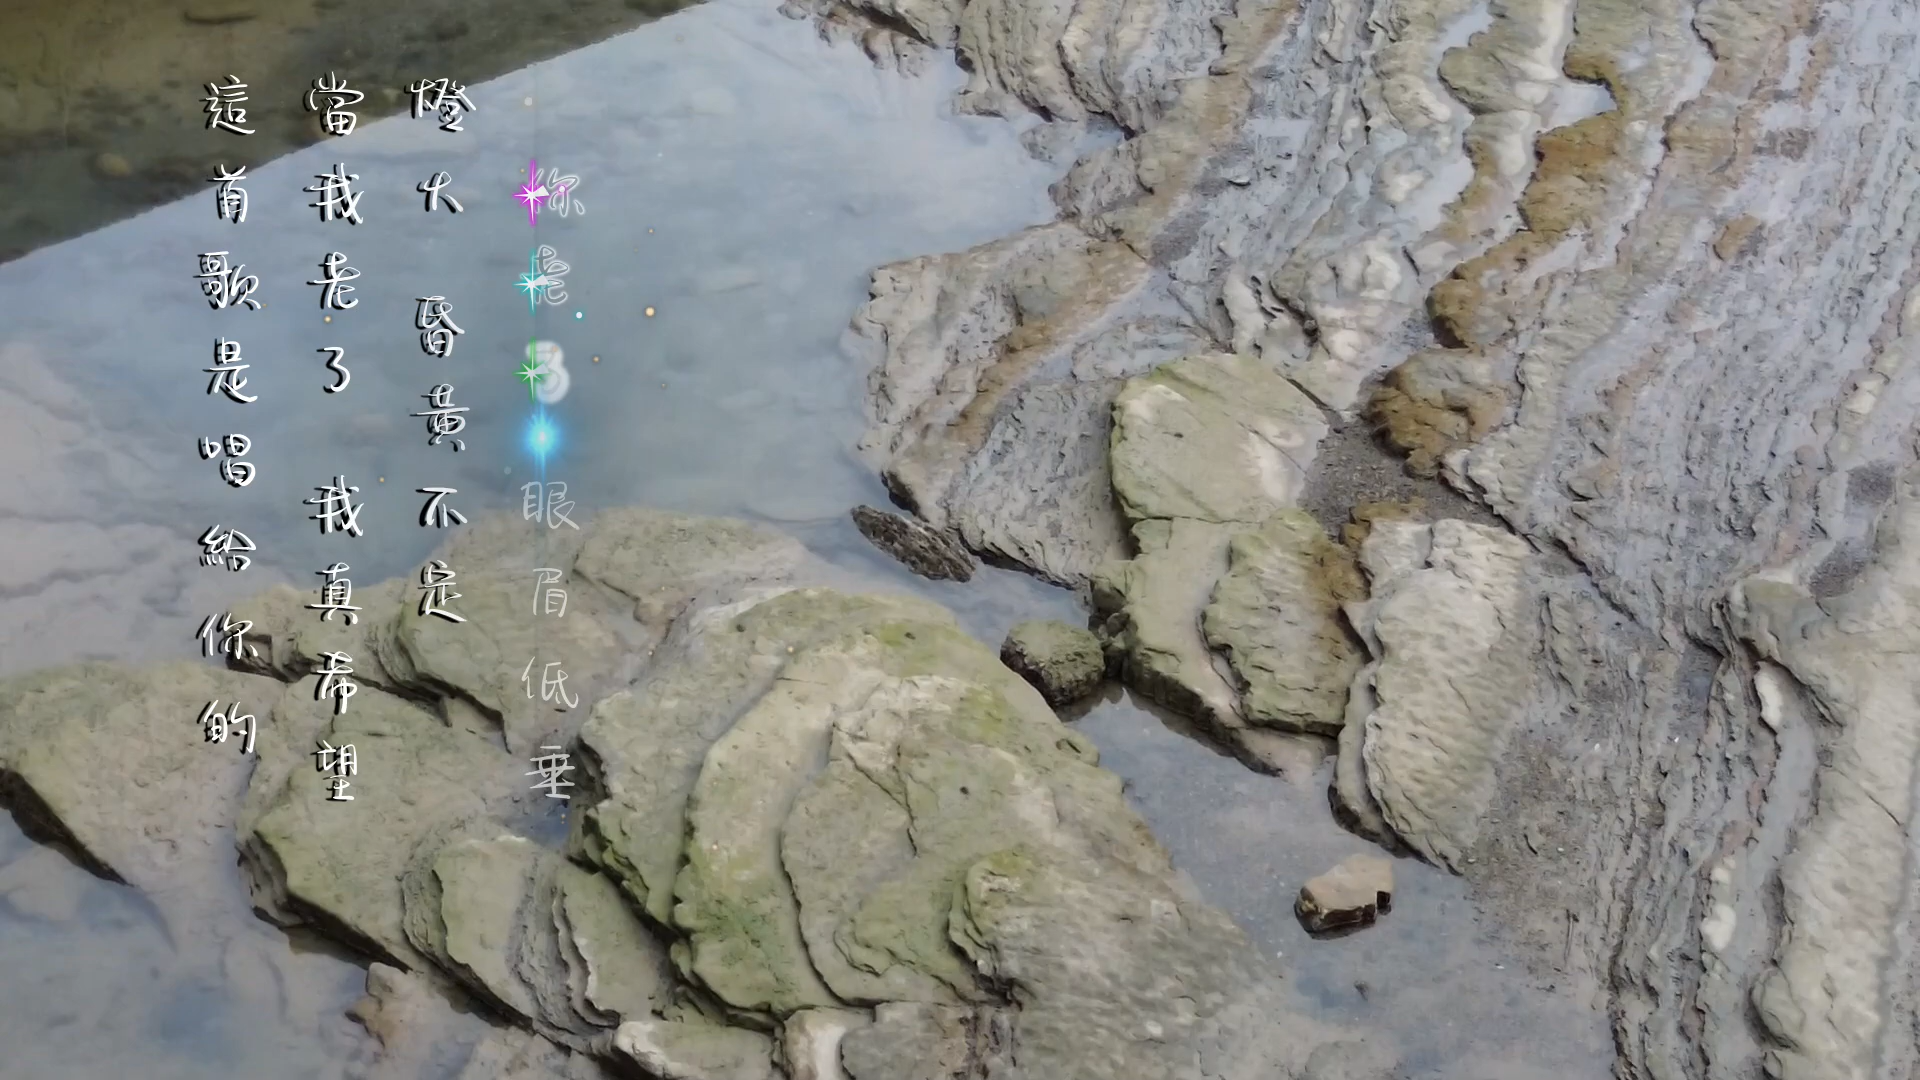 你老了 眼眉低垂
燈火 昏黃不定
當我老了 我真希望
這首歌是唱給你的